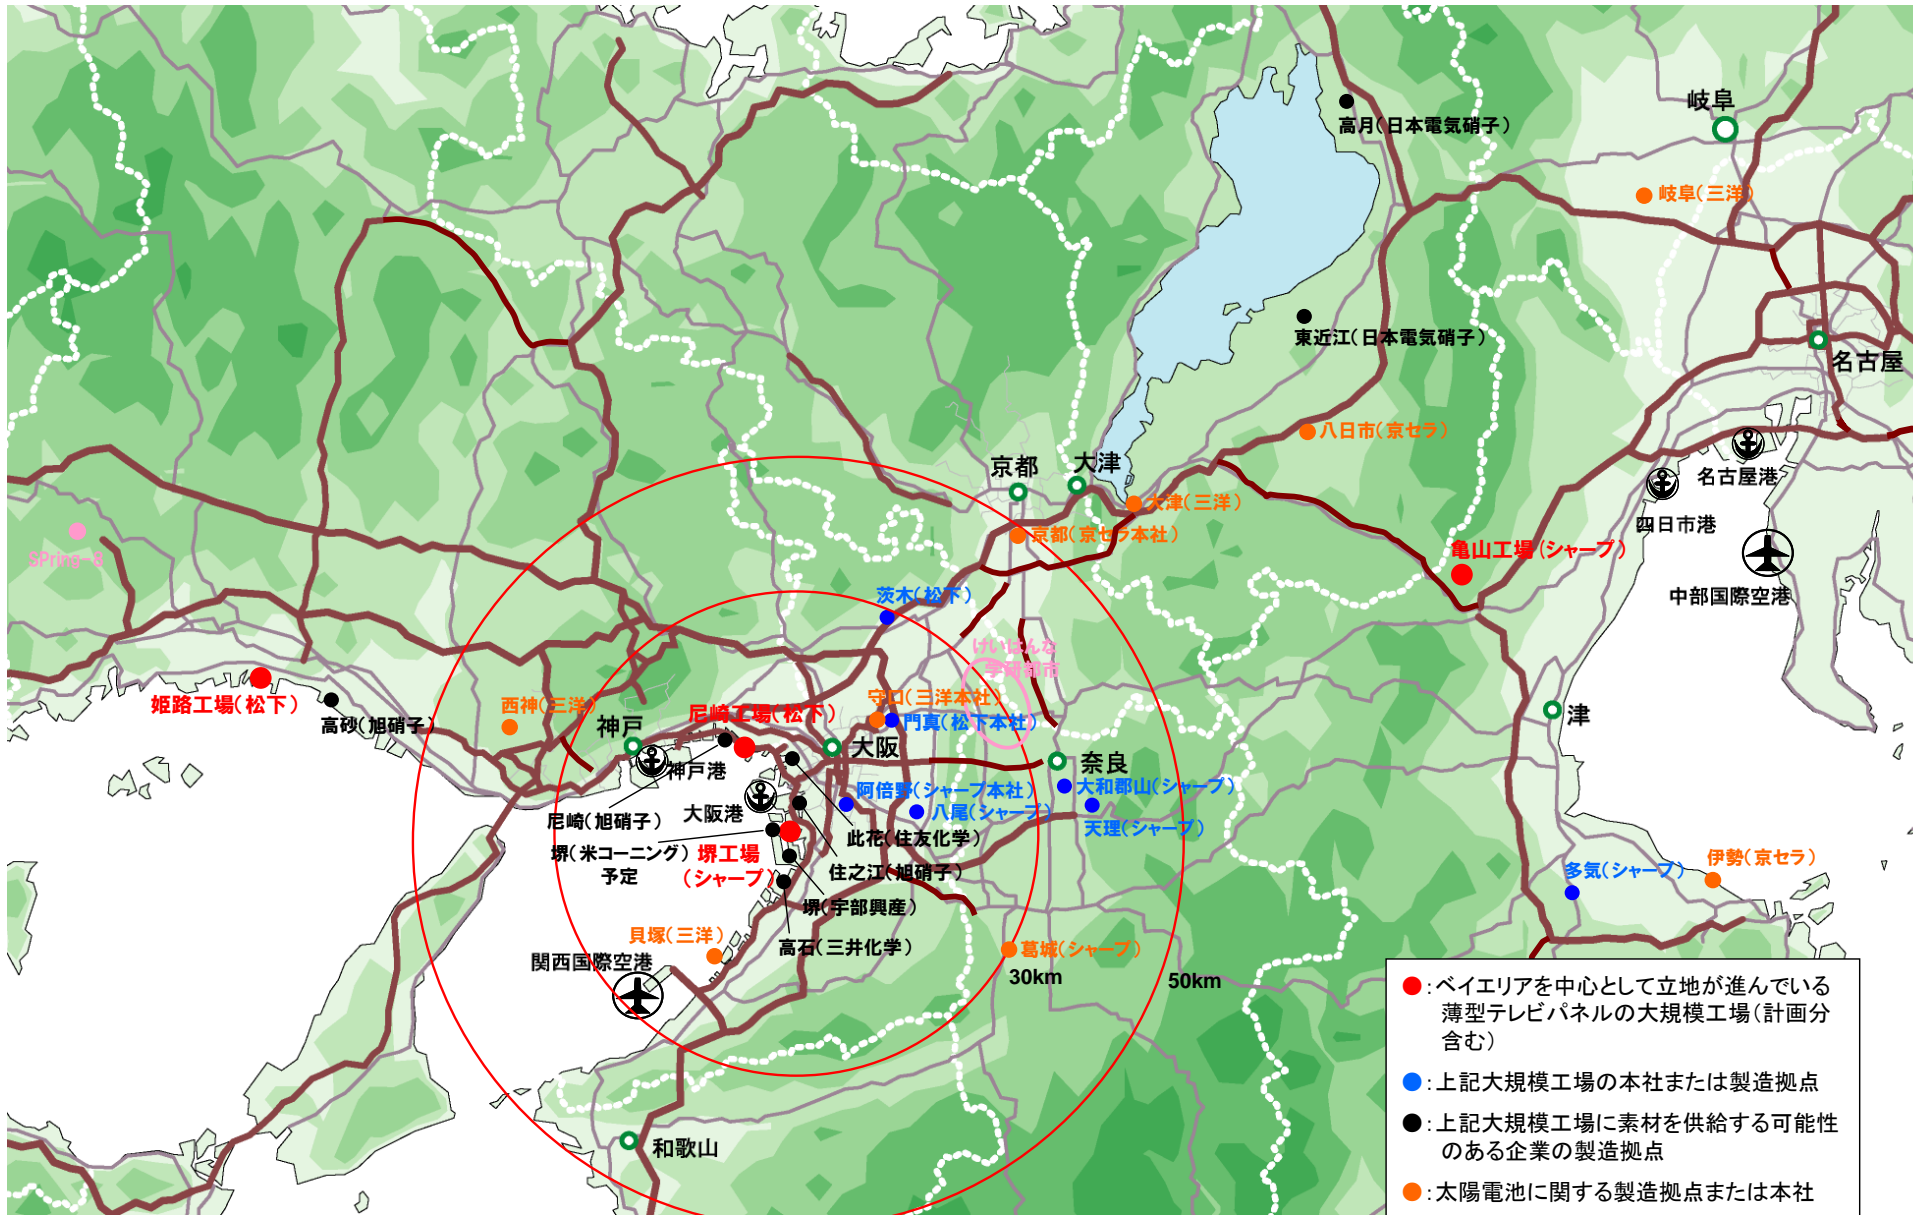 岐阜
高月(日本電気硝子)
岐阜(三洋)
東近江(日本電気硝子)
名古屋
八日市(京セラ)
京都
大津
名古屋港
大津(三洋)
四日市港
京都(京セラ本社)
亀山工場(シャープ)
SPring-8
中部国際空港
茨木(松下)
けいはんな
学研都市
姫路工場(松下)
高砂(旭硝子)
西神(三洋)
守口(三洋本社)
尼崎工場(松下)
門真(松下本社)
神戸
津
大阪
奈良
神戸港
大和郡山(シャープ)
阿倍野(シャープ本社)
大阪港
八尾(シャープ)
尼崎(旭硝子)
天理(シャープ)
此花(住友化学)
堺(米コーニング)
予定
堺工場
(シャープ)
住之江(旭硝子)
伊勢(京セラ)
多気(シャープ)
堺(宇部興産)
貝塚(三洋)
高石(三井化学)
葛城(シャープ)
関西国際空港
30km
50km
和歌山
●:ベイエリアを中心として立地が進んでいる
薄型テレビパネルの大規模工場(計画分
含む)
●:上記大規模工場の本社または製造拠点
●:上記大規模工場に素材を供給する可能性
のある企業の製造拠点
●:太陽電池に関する製造拠点または本社